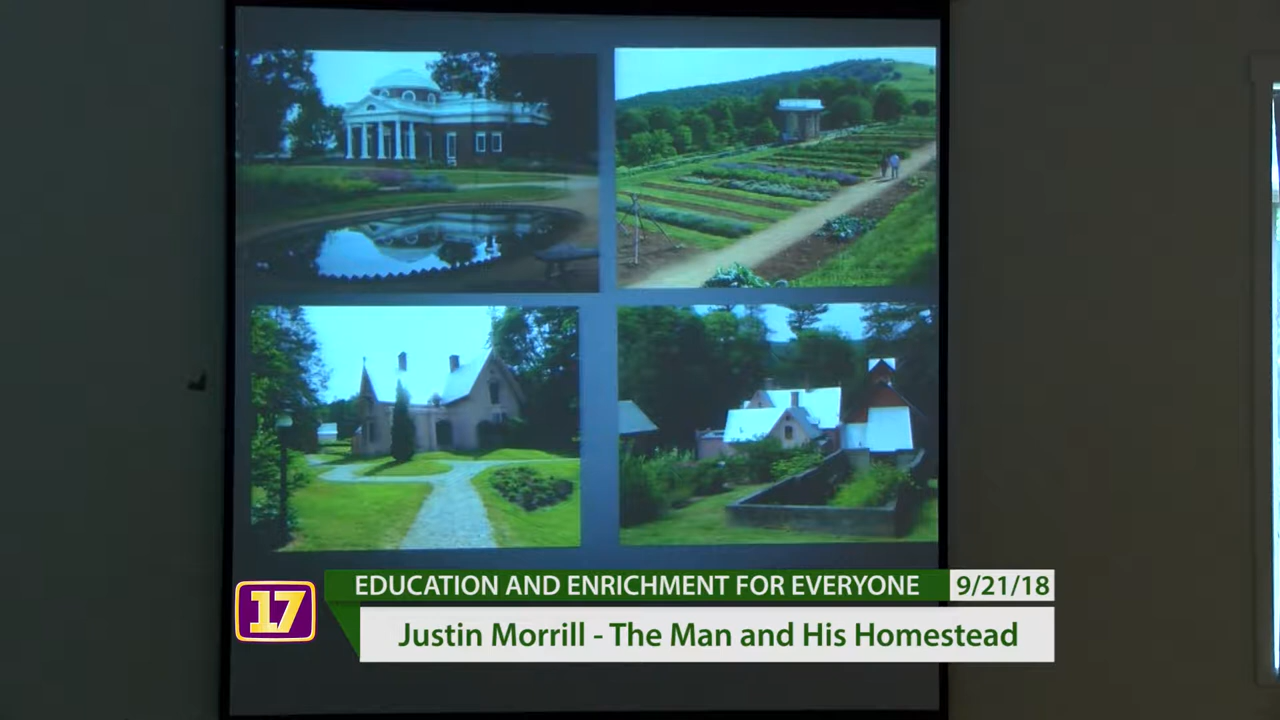 EDUCATION AND ENRICHMENT FOR EVERYONE 9/21/18
17
Justin Morrill - The Man and His Homestead